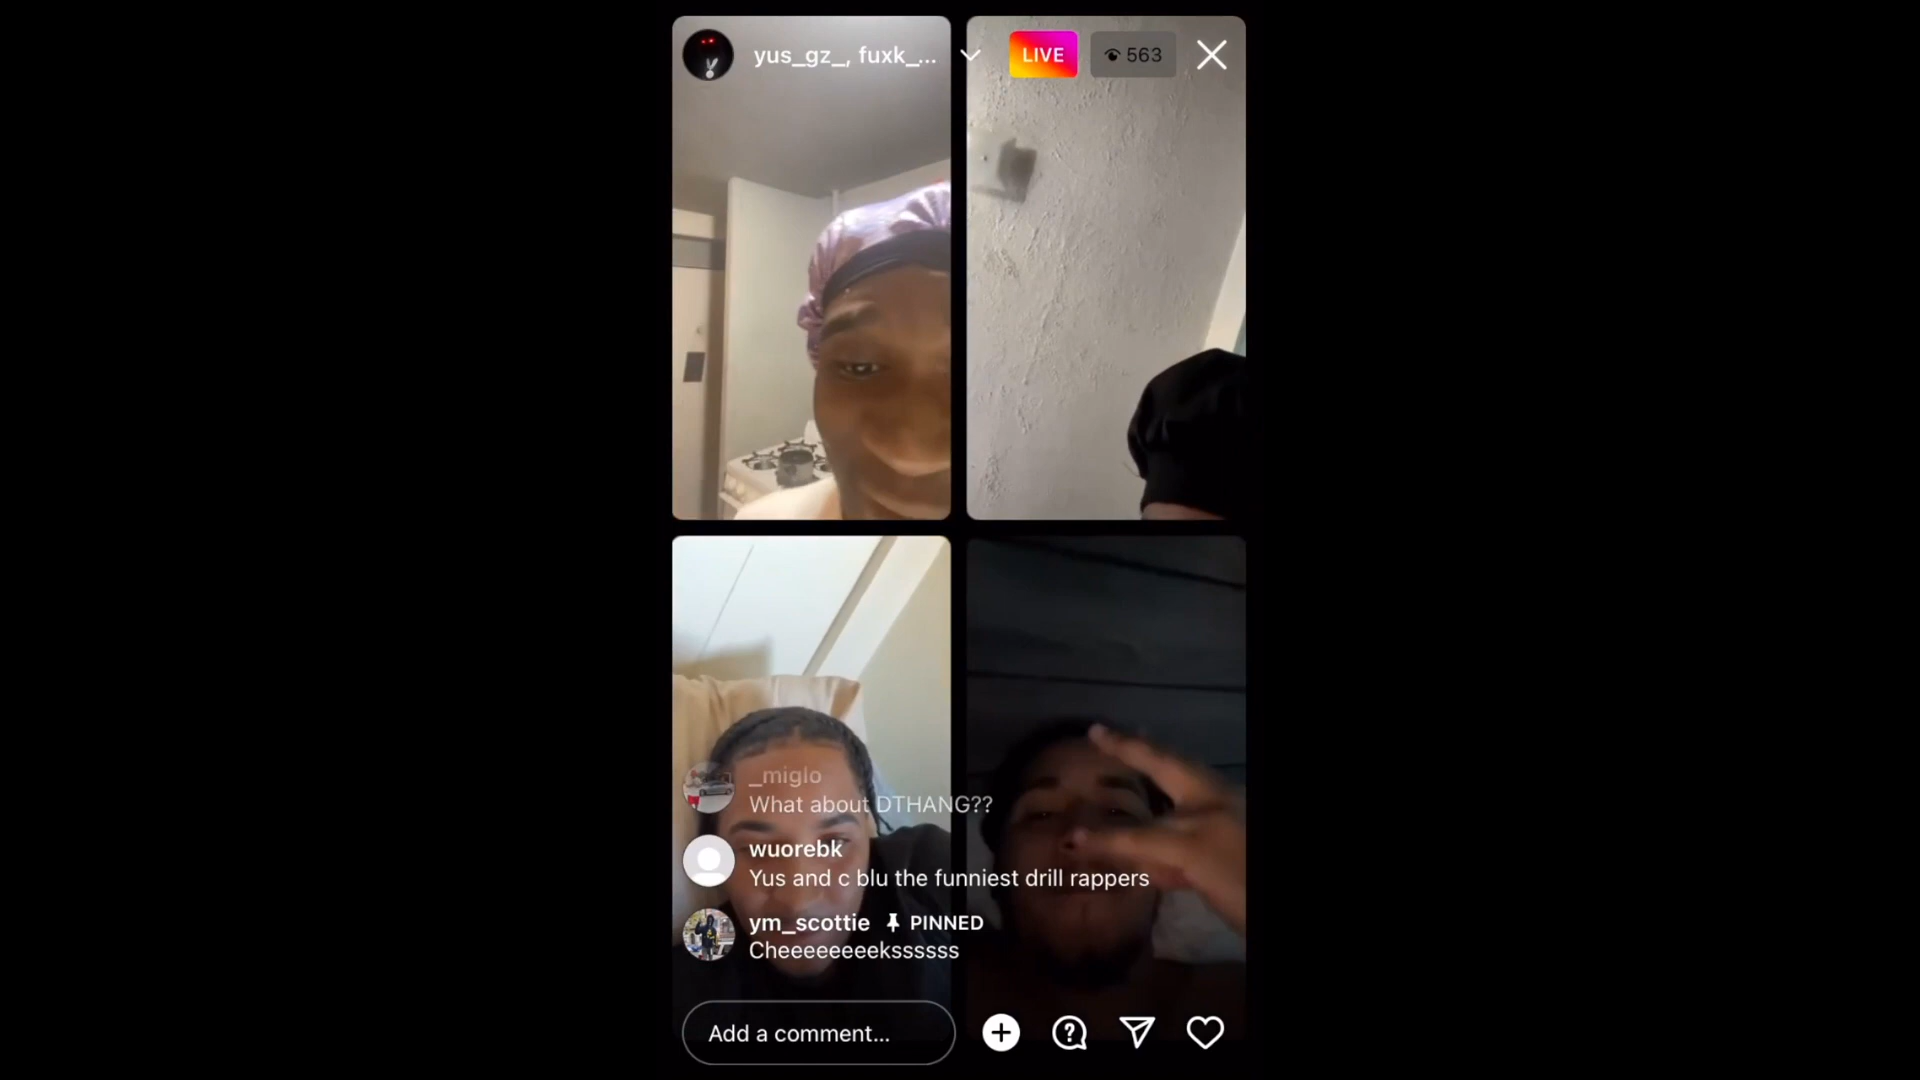 yus_gz_, fuxk_...
LIVE
563
_miglo
What about DTHANG??
wuorebk
Yus and c blu the funniest drill rappers
ym_scottie PINNED
Cheeeeeeeekssssss
Add a comment...